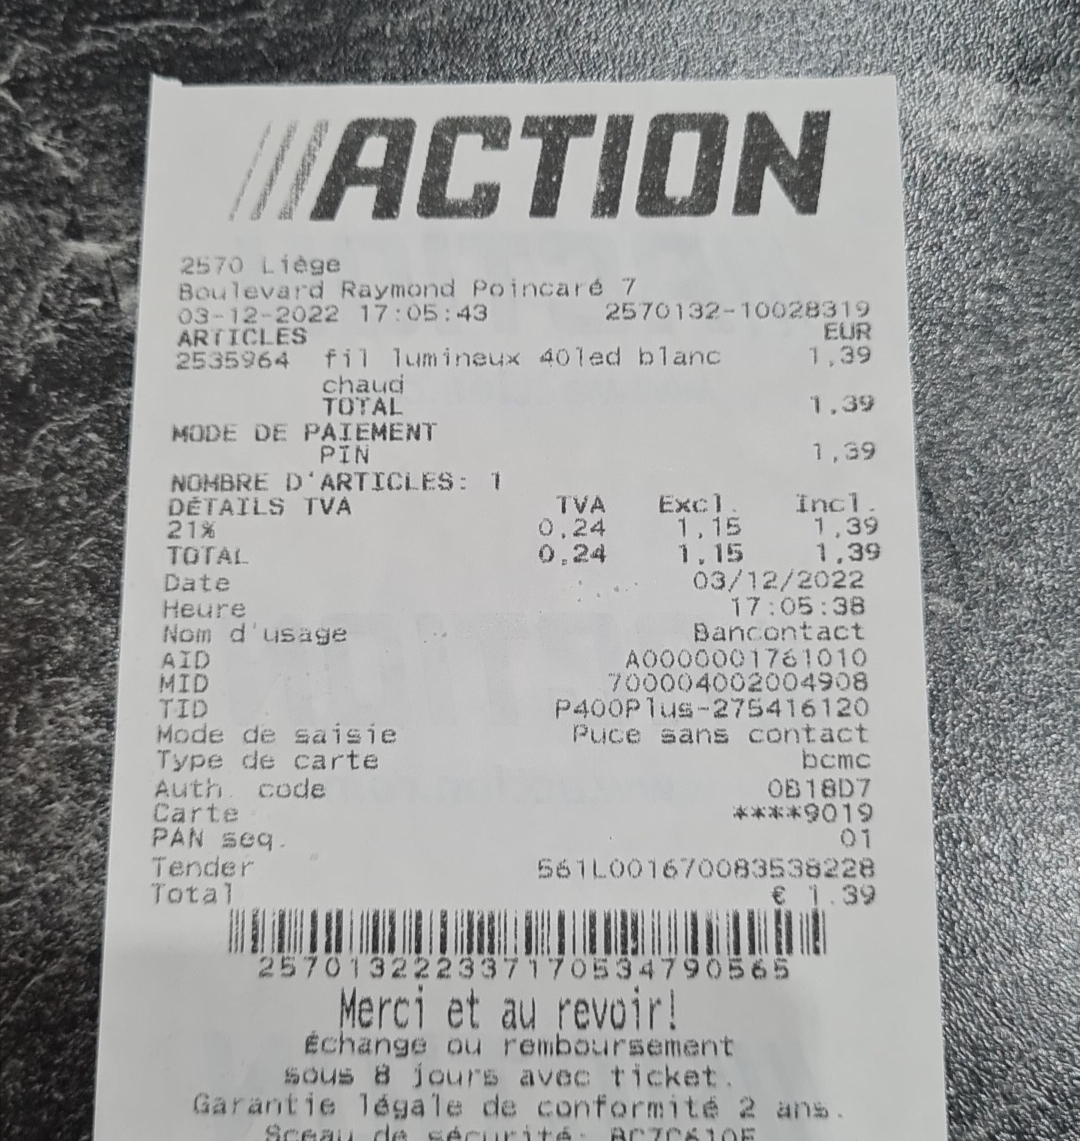 ///ACTION
2570 Liège
Boulevard Raymond Poincaré 7
03-12-2022 17:05:43 2570132-10028319
ARTICLES EUR
2535964 fil lumineux 40led blanc 1,39
chaud
TOTAL 1,39
MODE DE PAIEMENT
PIN 1,39
NOMBRE D'ARTICLES: 1
DÉTAILS TVA TVA Excl. Incl.
21% 0,24 1,15 1,39
TOTAL 0,24 1,15 1,39
Date 03/12/2022
Heure 17:05:38
Nom d'usage Bancontact
AID A0000001761010
MID 700004002004908
TID P400Plus-275416120
Mode de saisie Puce sans contact
Type de carte bcmc
Auth. code 0B18D7
Carte ****9019
PAN seq. 01
Tender 561L001670083538228
Total € 1.39
257013222337170534790565
Merci et au revoir!
Échange ou remboursement
sous 8 jours avec ticket.
Garantie légale de conformité 2 ans.
Sceau de sécurité: